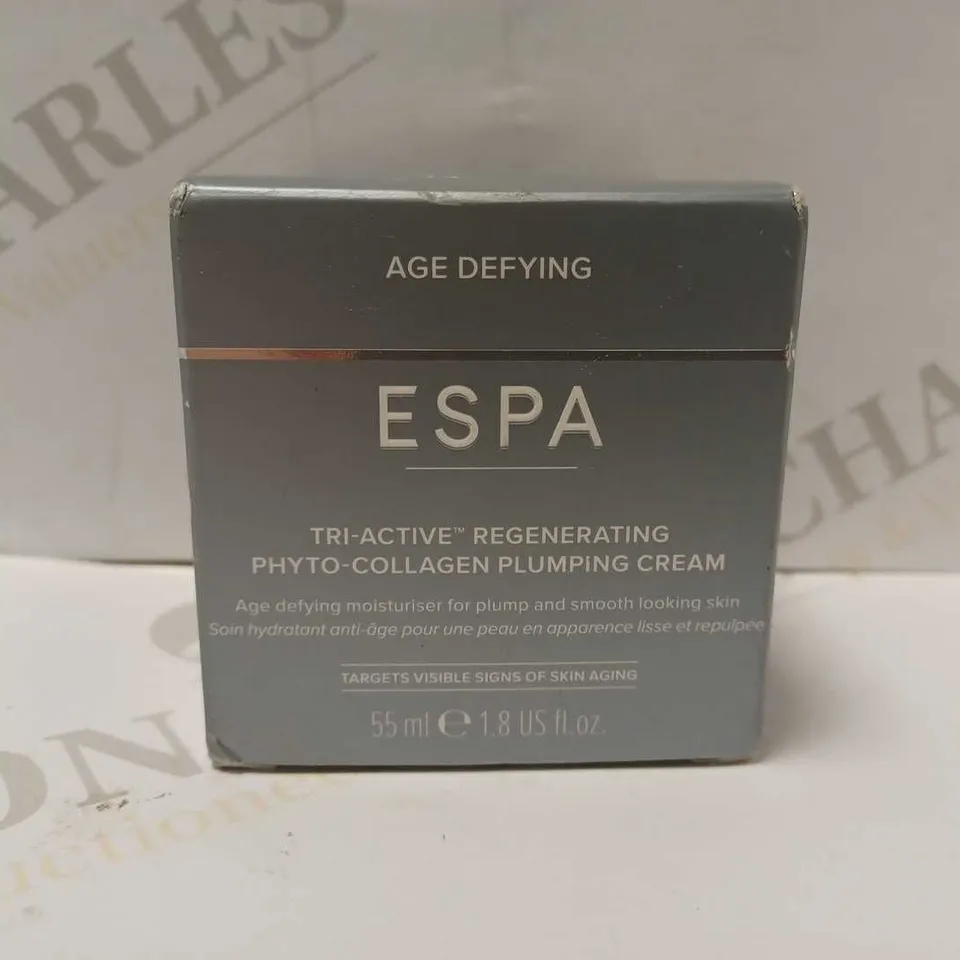 AGE DEFYING
ESPA
TRI-ACTIVE™ REGENERATING
PHYTO-COLLAGEN PLUMPING CREAM
Age defying moisturiser for plump and smooth looking skin
Soin hydratant anti-âge pour une peau en apparence lisse et repulpée
TARGETS VISIBLE SIGNS OF SKIN AGING
55 ml ℮ 1.8 US fl.oz.